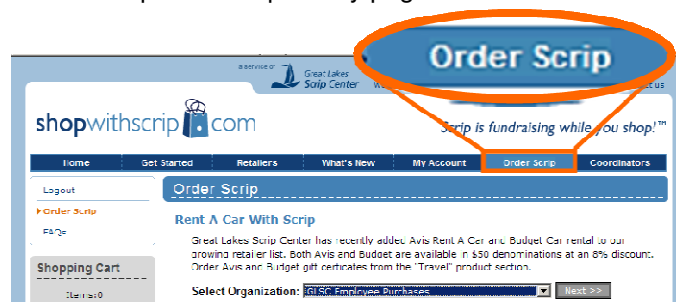 Order Scrip
a service of
Great Lakes
Scrip Center
shopwithscrip com
Scrip is fundraising while you shop!™
Home Get Started Retailers What's New My Account Order Scrip Coordinators
Logout
Order Scrip
FAQs
Shopping Cart
Items: 0
Order Scrip
Rent A Car With Scrip
Great Lakes Scrip Center has recently added Avis Rent A Car and Budget Car rental to our
growing retailer list. Both Avis and Budget are available in $50 denominations at an 8% discount.
Order Avis and Budget gift certificates from the "Travel" product section.
Select Organization: GLSC Employee Purchases Next >>